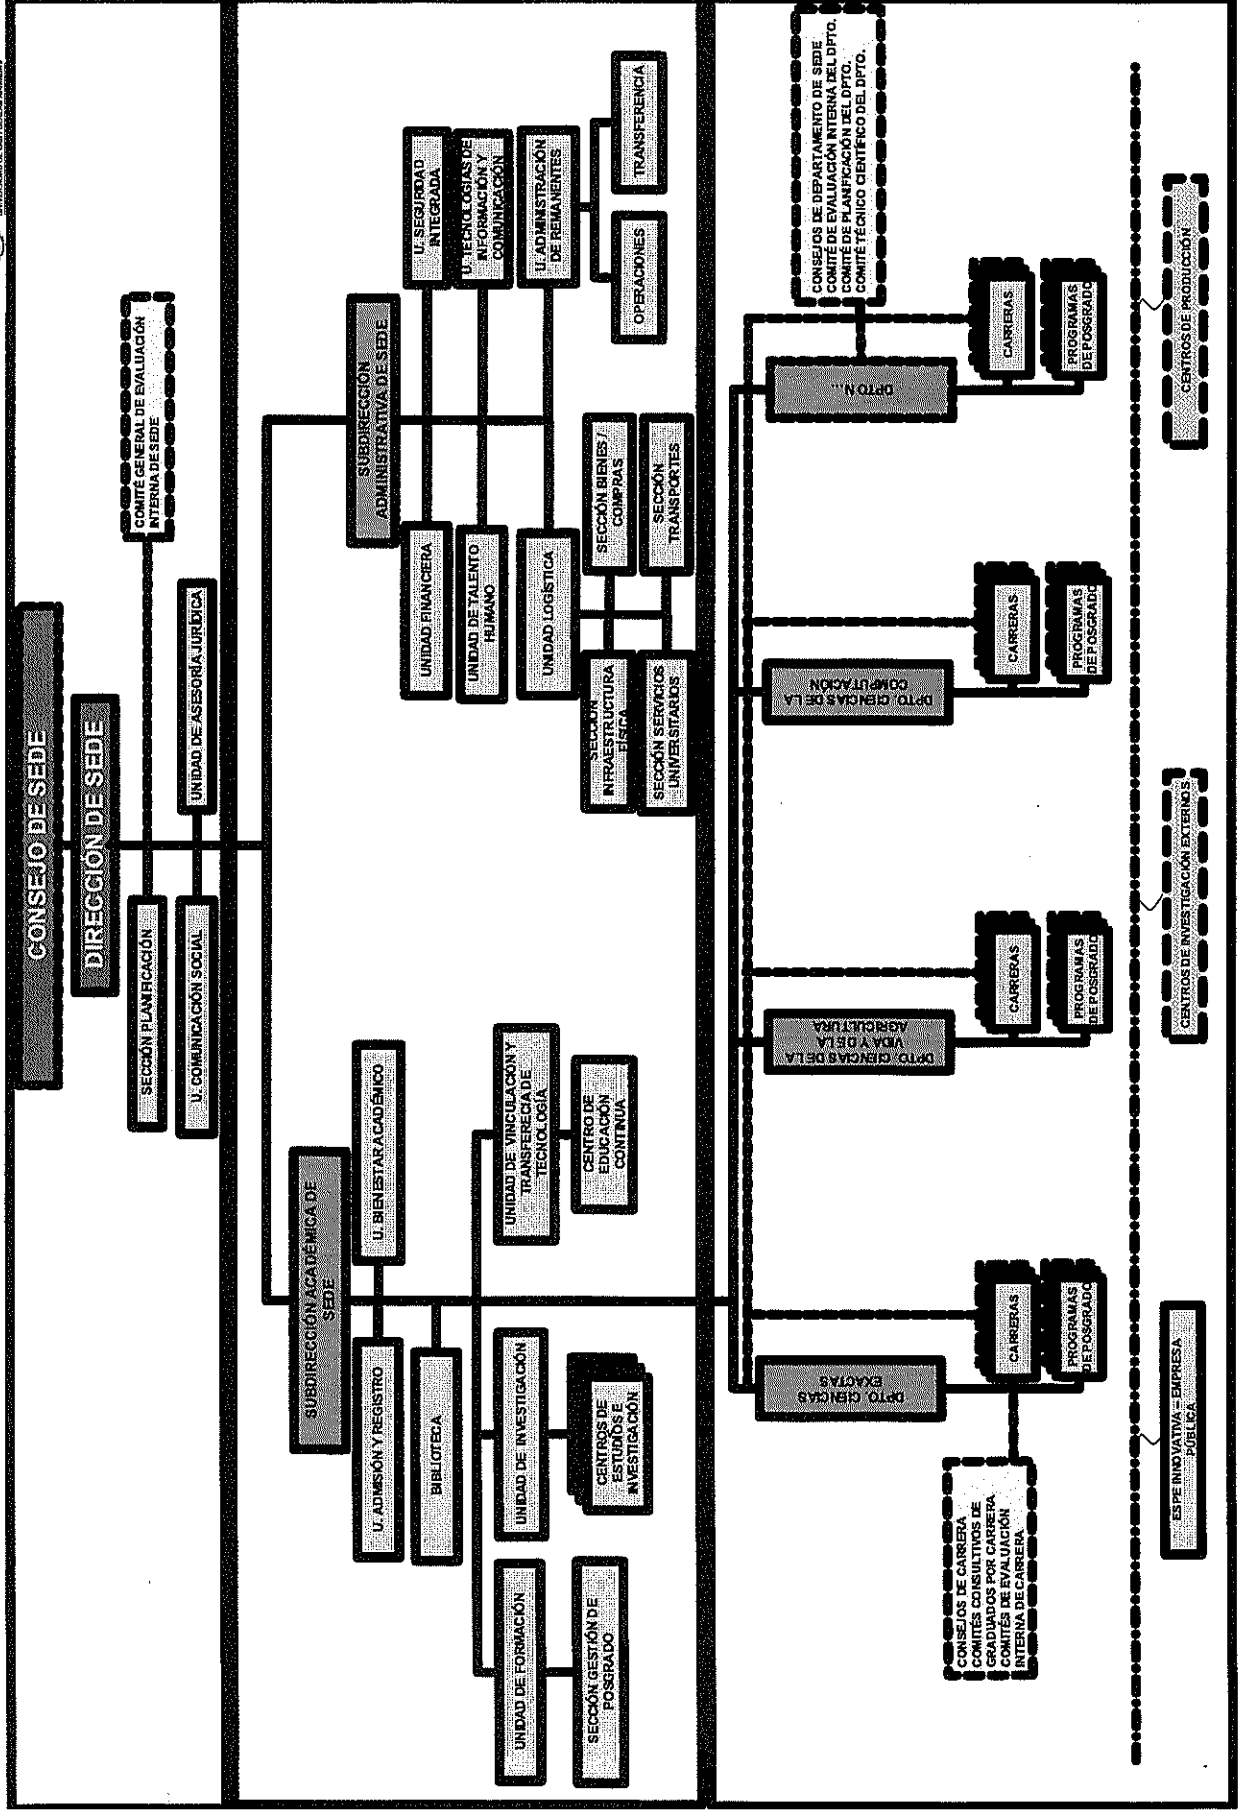 CONSEJO DE SEDE
DIRECCIÓN DE SEDE
SECCIÓN PLANIFICACIÓN
COMITÉ GENERAL DE EVALUACIÓN
INTERNA DE SEDE
U. COMUNICACIÓN SOCIAL
UNIDAD DE ASESORÍA JURÍDICA
SUBDIRECCIÓN ACADÉMICA DE
SEDE
U. ADMISIÓN Y REGISTRO
U. BIENESTAR ACADÉMICO
BIBLIOTECA
UNIDAD DE FORMACIÓN
SECCIÓN GESTIÓN DE
POSGRADO
UNIDAD DE INVESTIGACIÓN
CENTROS DE
ESTUDIOS E
INVESTIGACIÓN
UNIDAD DE VINCULACIÓN Y
TRANSFERECIA DE
TECNOLOGÍA
CENTRO DE
EDUCACIÓN
CONTINUA
SUBDIRECCIÓN
ADMINISTRATIVA DE SEDE
UNIDAD FINANCIERA
U. SEGURIDAD
INTEGRADA
UNIDAD DE TALENTO
HUMANO
U. TECNOLOGÍAS DE
INFORMACIÓN Y
COMUNICACIÓN
UNIDAD LOGÍSTICA
U. ADMINISTRACIÓN
DE REMANENTES
SECCIÓN
INFRAESTRUCTURA
FÍSICA
SECCIÓN BIENES /
COMPRAS
SECCIÓN SERVICIOS
UNIVERSITARIOS
SECCIÓN
TRANSPORTES
OPERACIONES
TRANSFERENCIA
DPTO. CIENCIAS
EXACTAS
CARRERAS
PROGRAMAS
DE POSGRADO
CONSEJOS DE CARRERA
COMITÉS CONSULTIVOS DE
GRADUADOS POR CARRERA
COMITÉS DE EVALUACIÓN
INTERNA DE CARRERA
DPTO. CIENCIAS DE LA
VIDA Y DE LA
AGRICULTURA
CARRERAS
PROGRAMAS
DE POSGRADO
DPTO. CIENCIAS DE LA
COMPUTACIÓN
CARRERAS
PROGRAMAS
DE POSGRADO
DPTO N...
CARRERAS
PROGRAMAS
DE POSGRADO
CONSEJOS DE DEPARTAMENTO DE SEDE
COMITÉ DE EVALUACIÓN INTERNA DEL DPTO.
COMITÉ DE PLANIFICACIÓN DEL DPTO.
COMITÉ TÉCNICO CIENTÍFICO DEL DPTO.
ESPE INNOVATIVA – EMPRESA
PÚBLICA
CENTROS DE INVESTIGACIÓN EXTERNOS
CENTROS DE PRODUCCIÓN